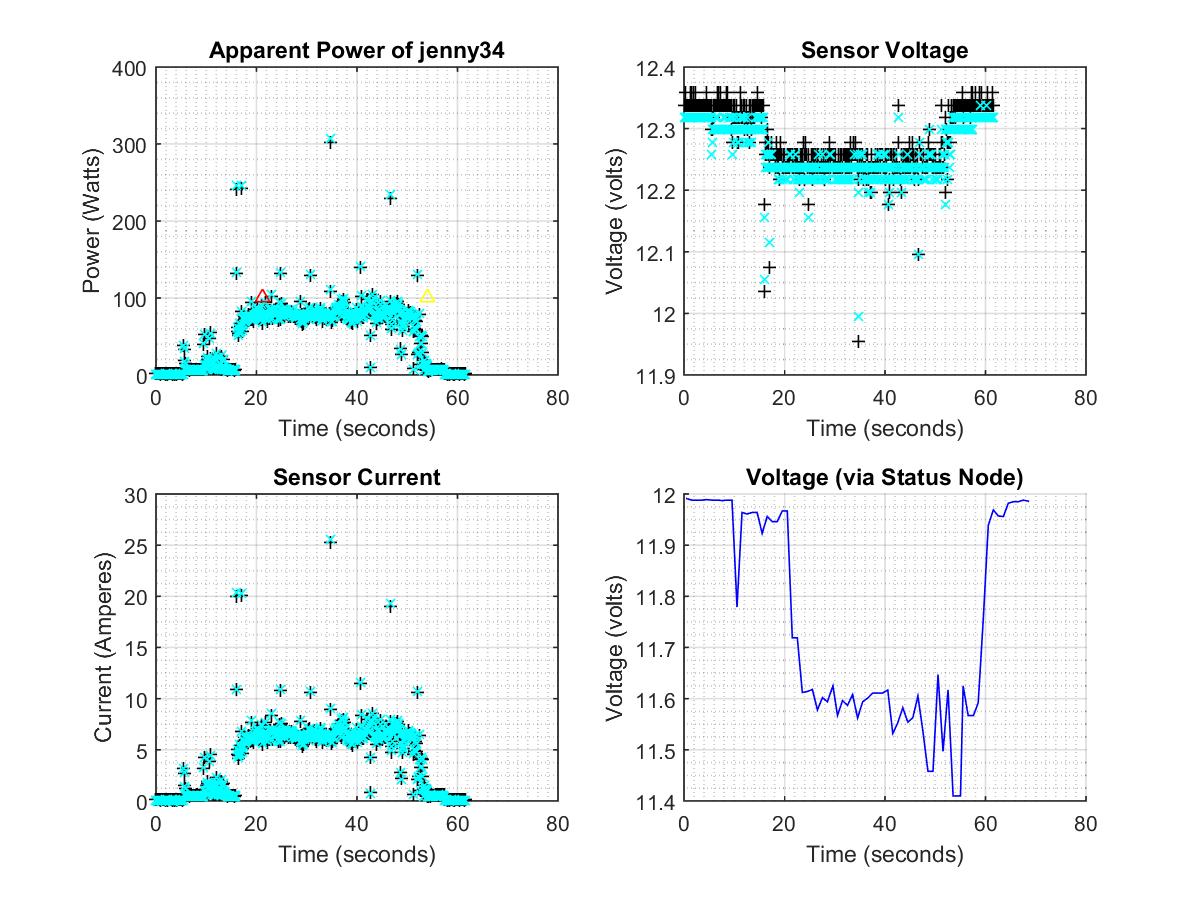 Apparent Power of jenny34
400
300
200
100
0
Power (Watts)
0 20 40 60 80
Time (seconds)
Sensor Voltage
12.4
12.3
12.2
12.1
12
11.9
Voltage (volts)
0 20 40 60 80
Time (seconds)
Sensor Current
30
25
20
15
10
5
0
Current (Amperes)
0 20 40 60 80
Time (seconds)
Voltage (via Status Node)
12
11.9
11.8
11.7
11.6
11.5
11.4
Voltage (volts)
0 20 40 60 80
Time (seconds)